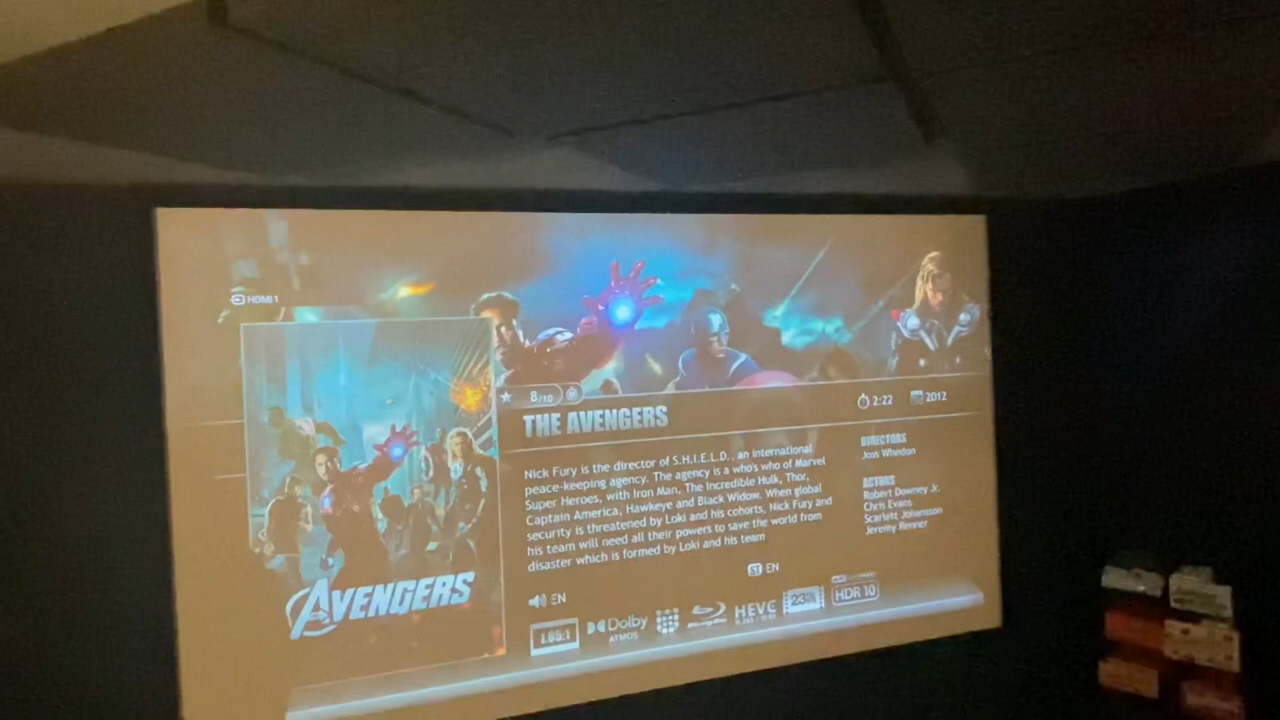 HDMI 1
8/10
2:22
2012
THE AVENGERS
Nick Fury is the director of S.H.I.E.L.D., an international
peace-keeping agency. The agency is a who's who of Marvel
Super Heroes, with Iron Man, The Incredible Hulk, Thor,
Captain America, Hawkeye and Black Widow. When global
security is threatened by Loki and his cohorts, Nick Fury and
his team will need all their powers to save the world from
disaster which is formed by Loki and his team
DIRECTORS
Joss Whedon
ACTORS
Robert Downey Jr.
Chris Evans
Scarlett Johansson
Jeremy Renner
AVENGERS
ST EN
EN
1.85:1
Dolby
ATMOS
HEVC
HDR 10